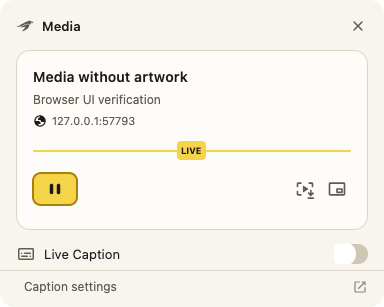 Media
Media without artwork
Browser UI verification
127.0.0.1:57793
LIVE
Live Caption
Caption settings